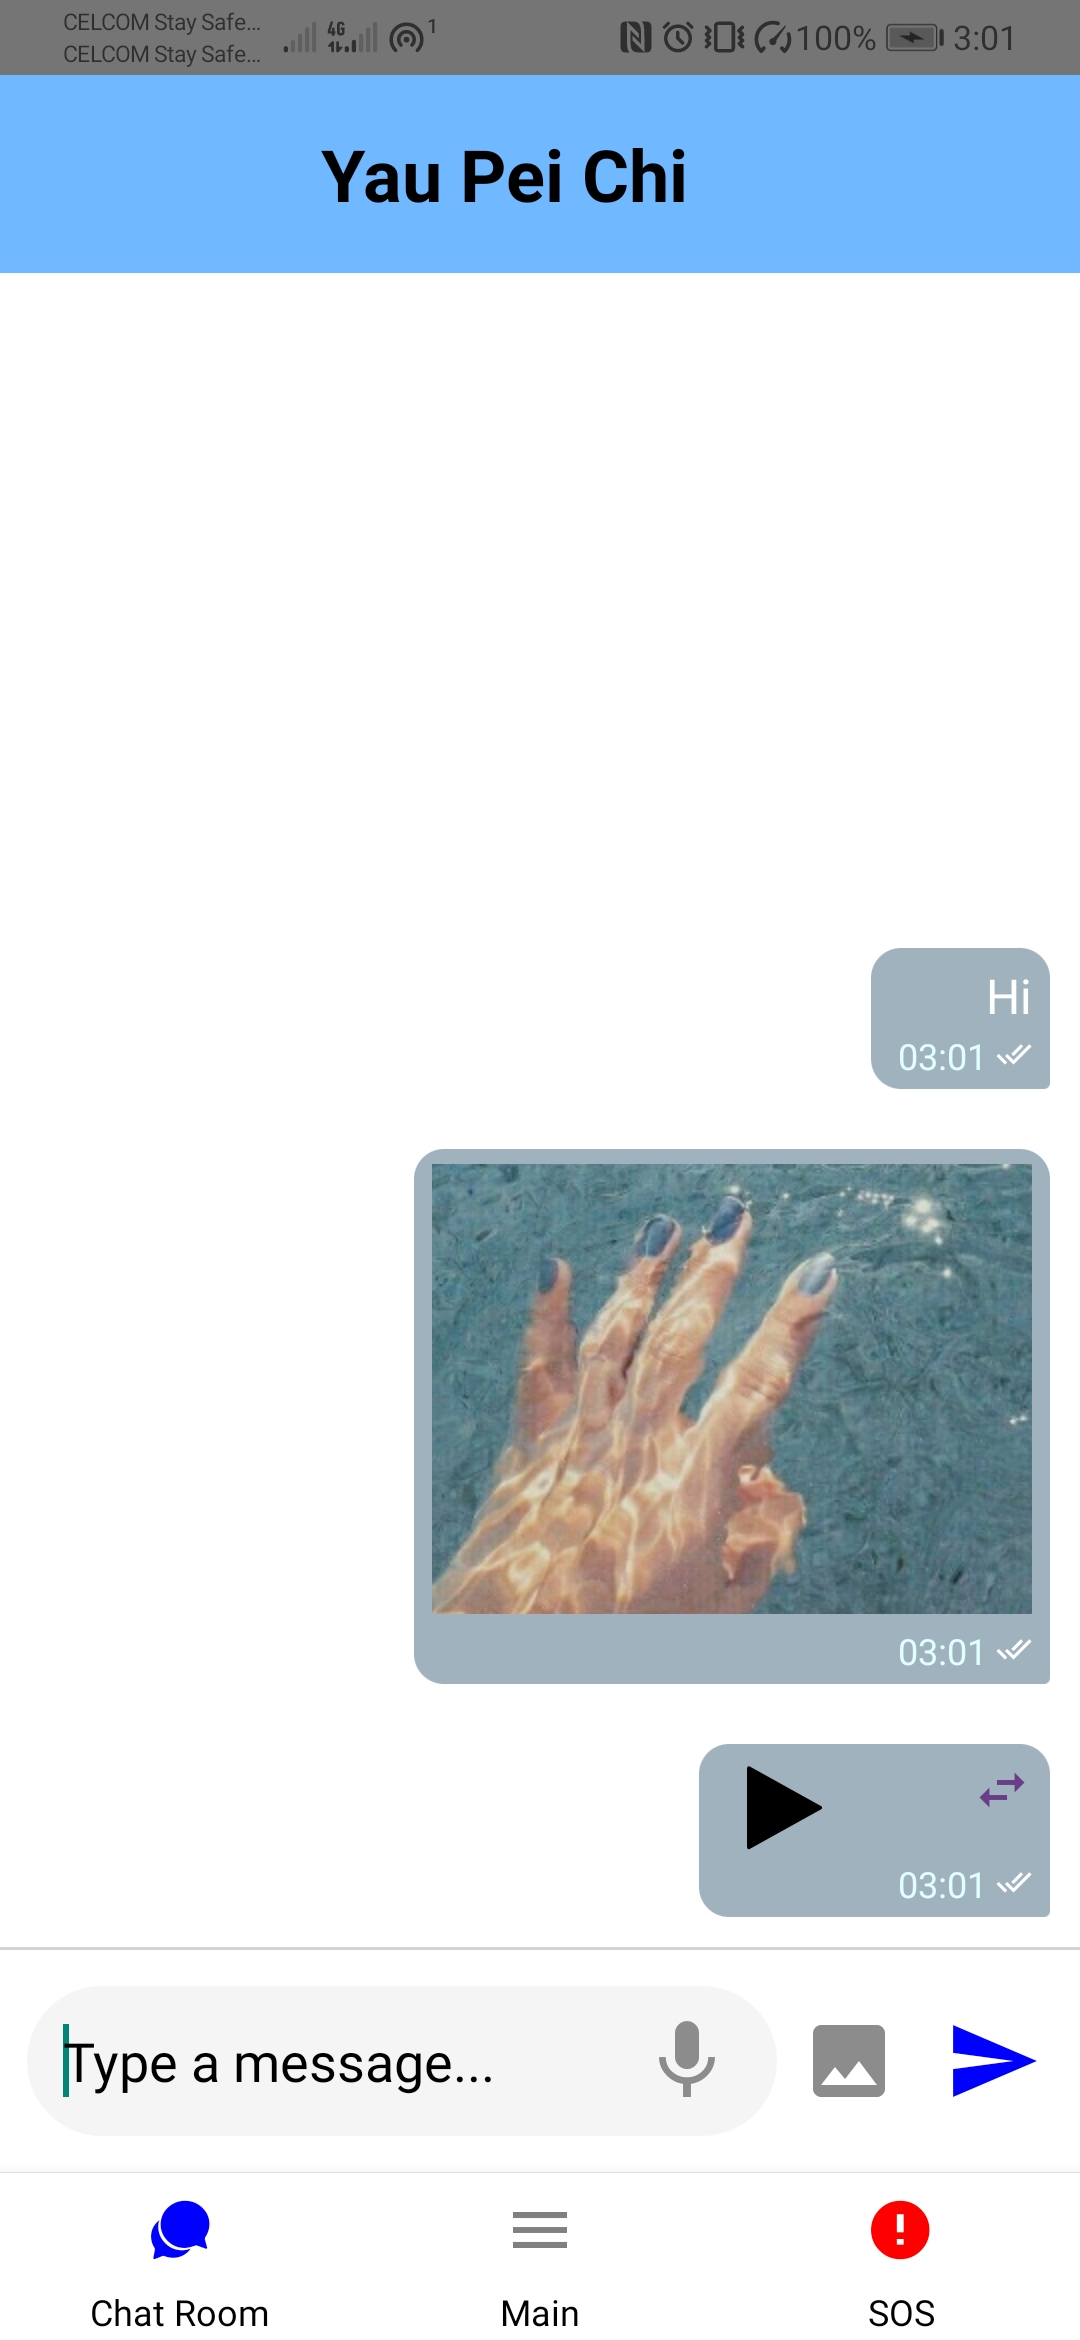 CELCOM Stay Safe...
CELCOM Stay Safe...
4G
1
100%
3:01
Yau Pei Chi
Hi
03:01
03:01
03:01
Type a message...
Chat Room
Main
SOS